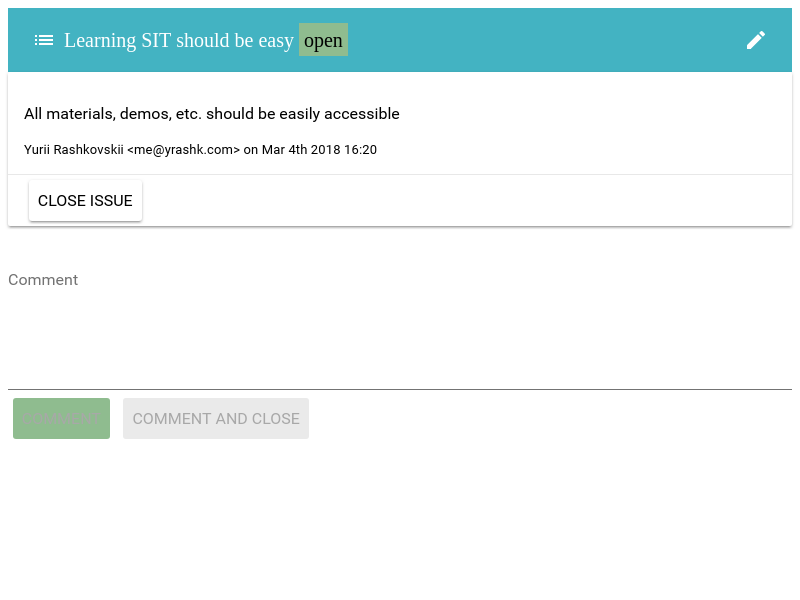 Learning SIT should be easy open
All materials, demos, etc. should be easily accessible
Yurii Rashkovskii <me@yrashk.com> on Mar 4th 2018 16:20
CLOSE ISSUE
Comment
COMMENT AND CLOSE